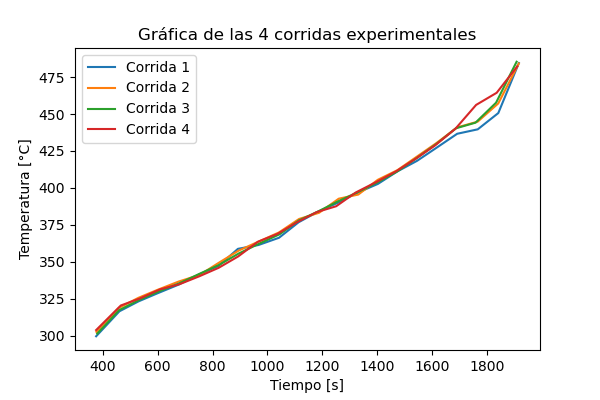 Gráfica de las 4 corridas experimentales
Corrida 1
Corrida 2
Corrida 3
Corrida 4
Temperatura [°C]
475
450
425
400
375
350
325
300
400 600 800 1000 1200 1400 1600 1800
Tiempo [s]